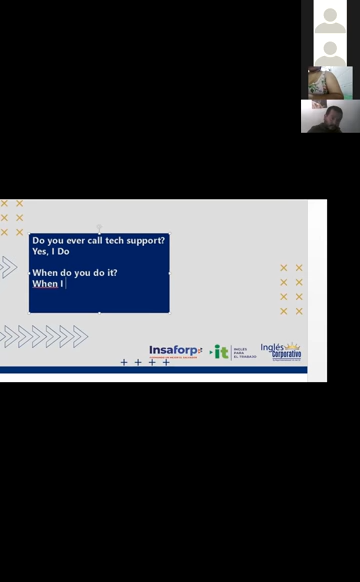 Do you ever call tech support?
Yes, I Do
When do you do it?
When I
Insaforp
it INGLÉS PARA EL TRABAJO
Inglés corporativo